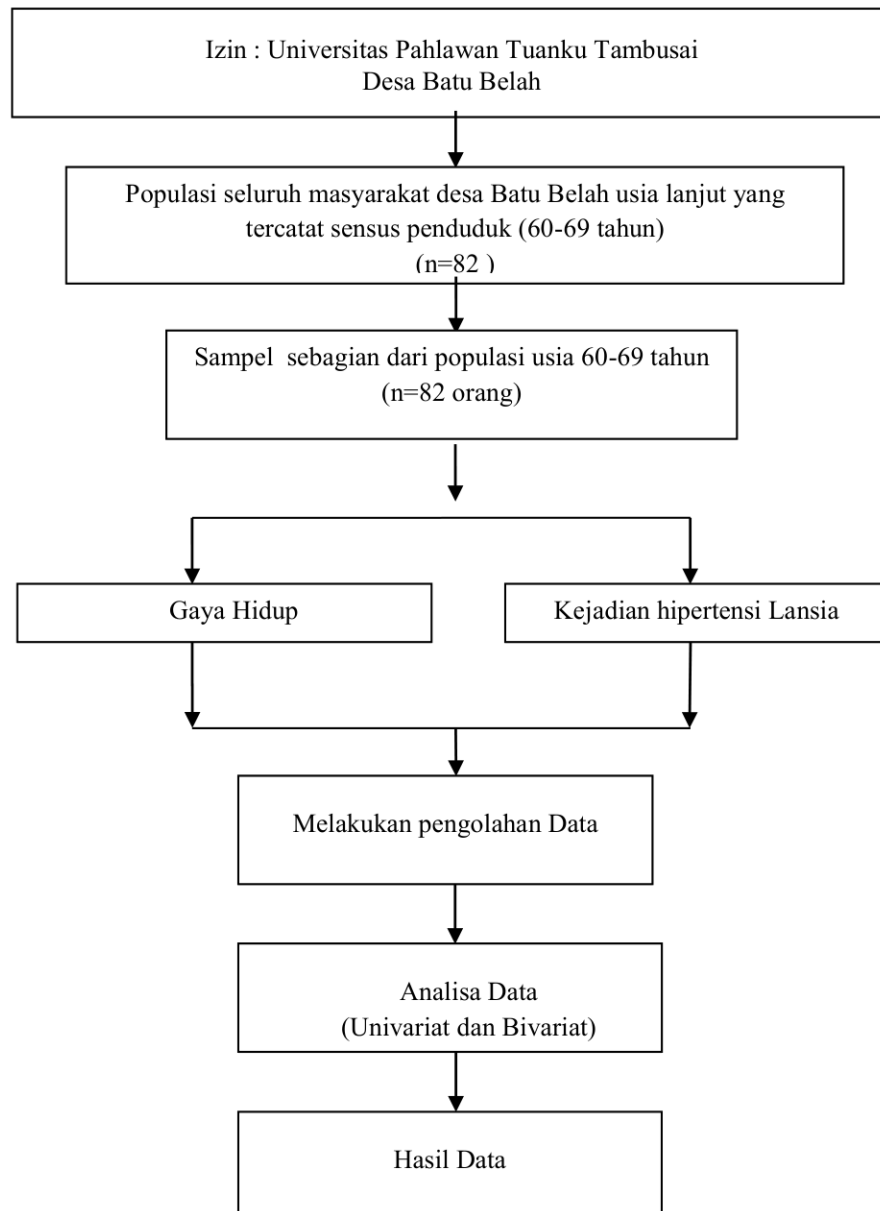 Izin : Universitas Pahlawan Tuanku Tambusai
Desa Batu Belah
Populasi seluruh masyarakat desa Batu Belah usia lanjut yang
tercatat sensus penduduk (60-69 tahun)
(n=82 )
Sampel sebagian dari populasi usia 60-69 tahun
(n=82 orang)
Gaya Hidup
Kejadian hipertensi Lansia
Melakukan pengolahan Data
Analisa Data
(Univariat dan Bivariat)
Hasil Data